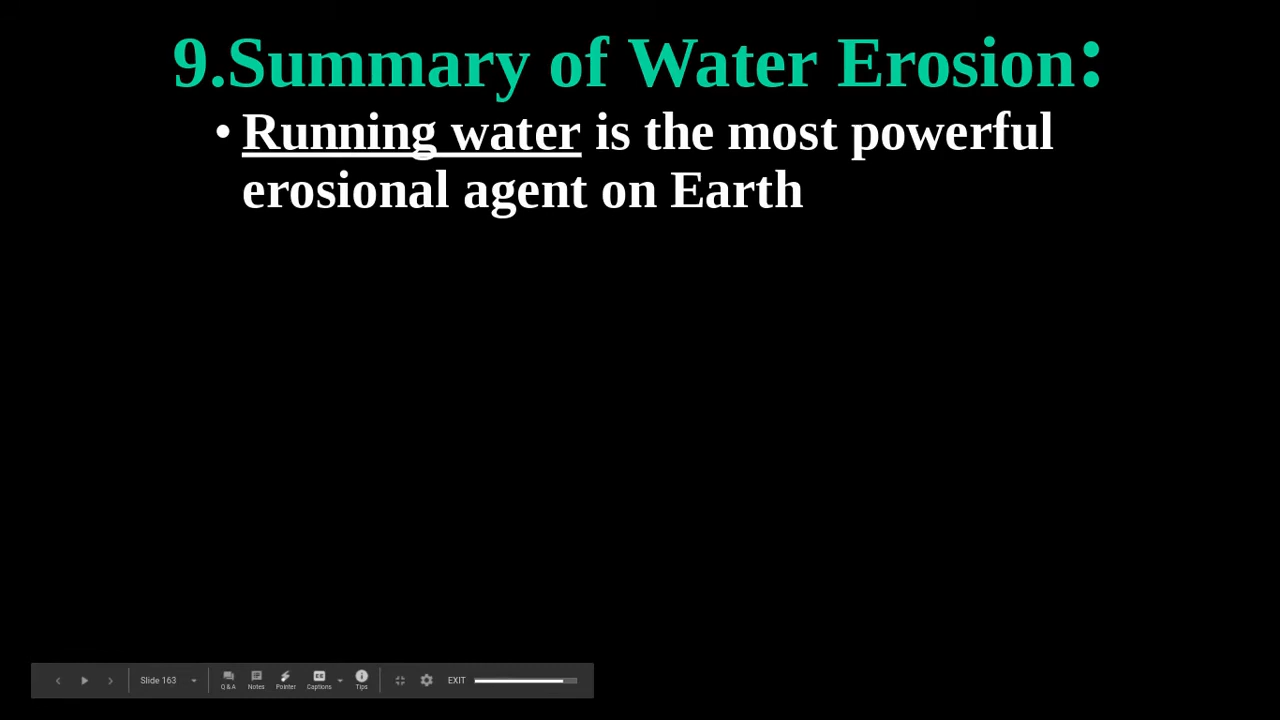 9.Summary of Water Erosion:
• Running water is the most powerful
erosional agent on Earth
Slide 163
Q&A
Notes
Pointer
CC
Captions
Tips
EXIT